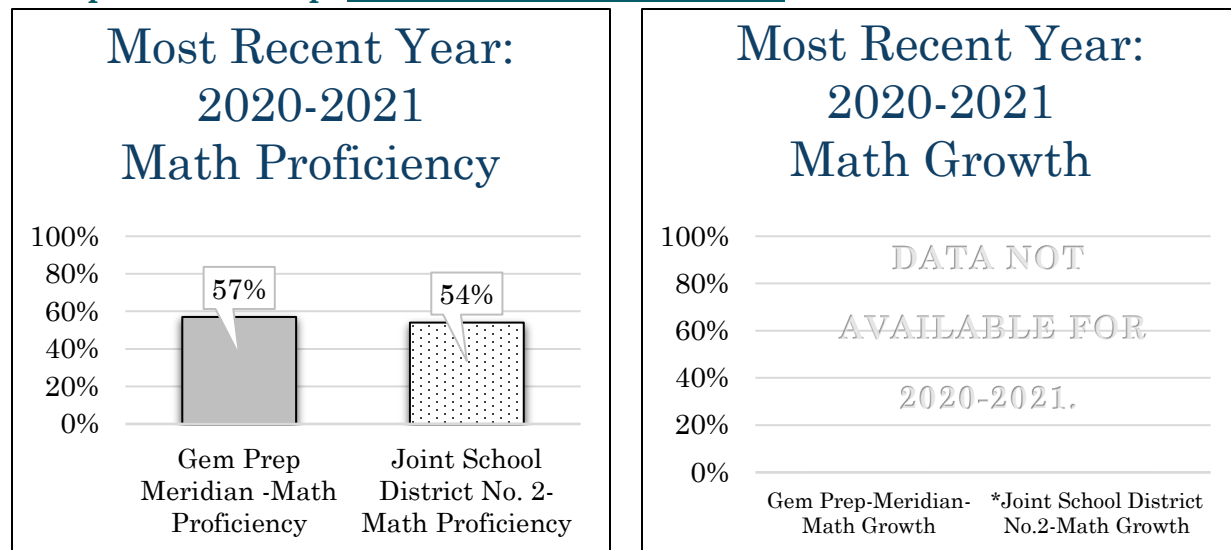 Most Recent Year:
2020-2021
Math Proficiency
100%
80%
60%
40%
20%
0%
57%
54%
Gem Prep
Meridian -Math
Proficiency
Joint School
District No. 2-
Math Proficiency
Most Recent Year:
2020-2021
Math Growth
100%
80%
60%
40%
20%
0%
DATA NOT
AVAILABLE FOR
2020-2021.
Gem Prep-Meridian-
Math Growth
*Joint School District
No.2-Math Growth